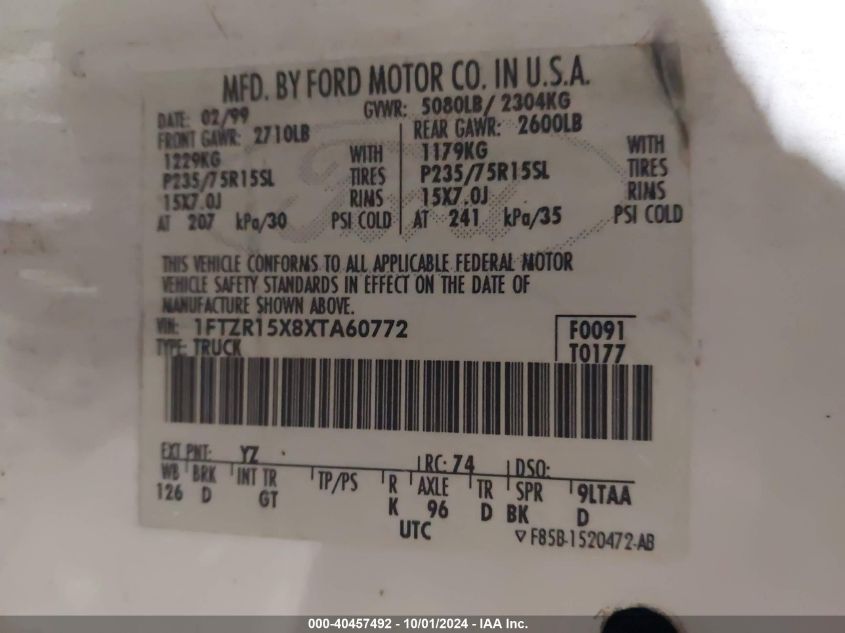 MFD. BY FORD MOTOR CO. IN U.S.A.
DATE: 02/99 GVWR: 5080LB/ 2304KG
FRONT GAWR: 2710LB REAR GAWR: 2600LB
1229KG WITH 1179KG WITH
P235/75R15SL TIRES P235/75R15SL TIRES
15X7.0J RIMS 15X7.0J RIMS
AT 207 kPa/30 PSI COLD AT 241 kPa/35 PSI COLD
THIS VEHICLE CONFORMS TO ALL APPLICABLE FEDERAL MOTOR
VEHICLE SAFETY STANDARDS IN EFFECT ON THE DATE OF
MANUFACTURE SHOWN ABOVE.
VIN: 1FTZR15X8XTA60772 F0091
TYPE: TRUCK T0177
EXT PNT: YZ RC: 74 DSO:
WB BRK INT TR TP/PS R AXLE TR SPR 9LTAA
126 D GT K 96 D BK D
UTC
▽ F85B-1520472-AB
000-40457492 - 10/01/2024 - IAA Inc.